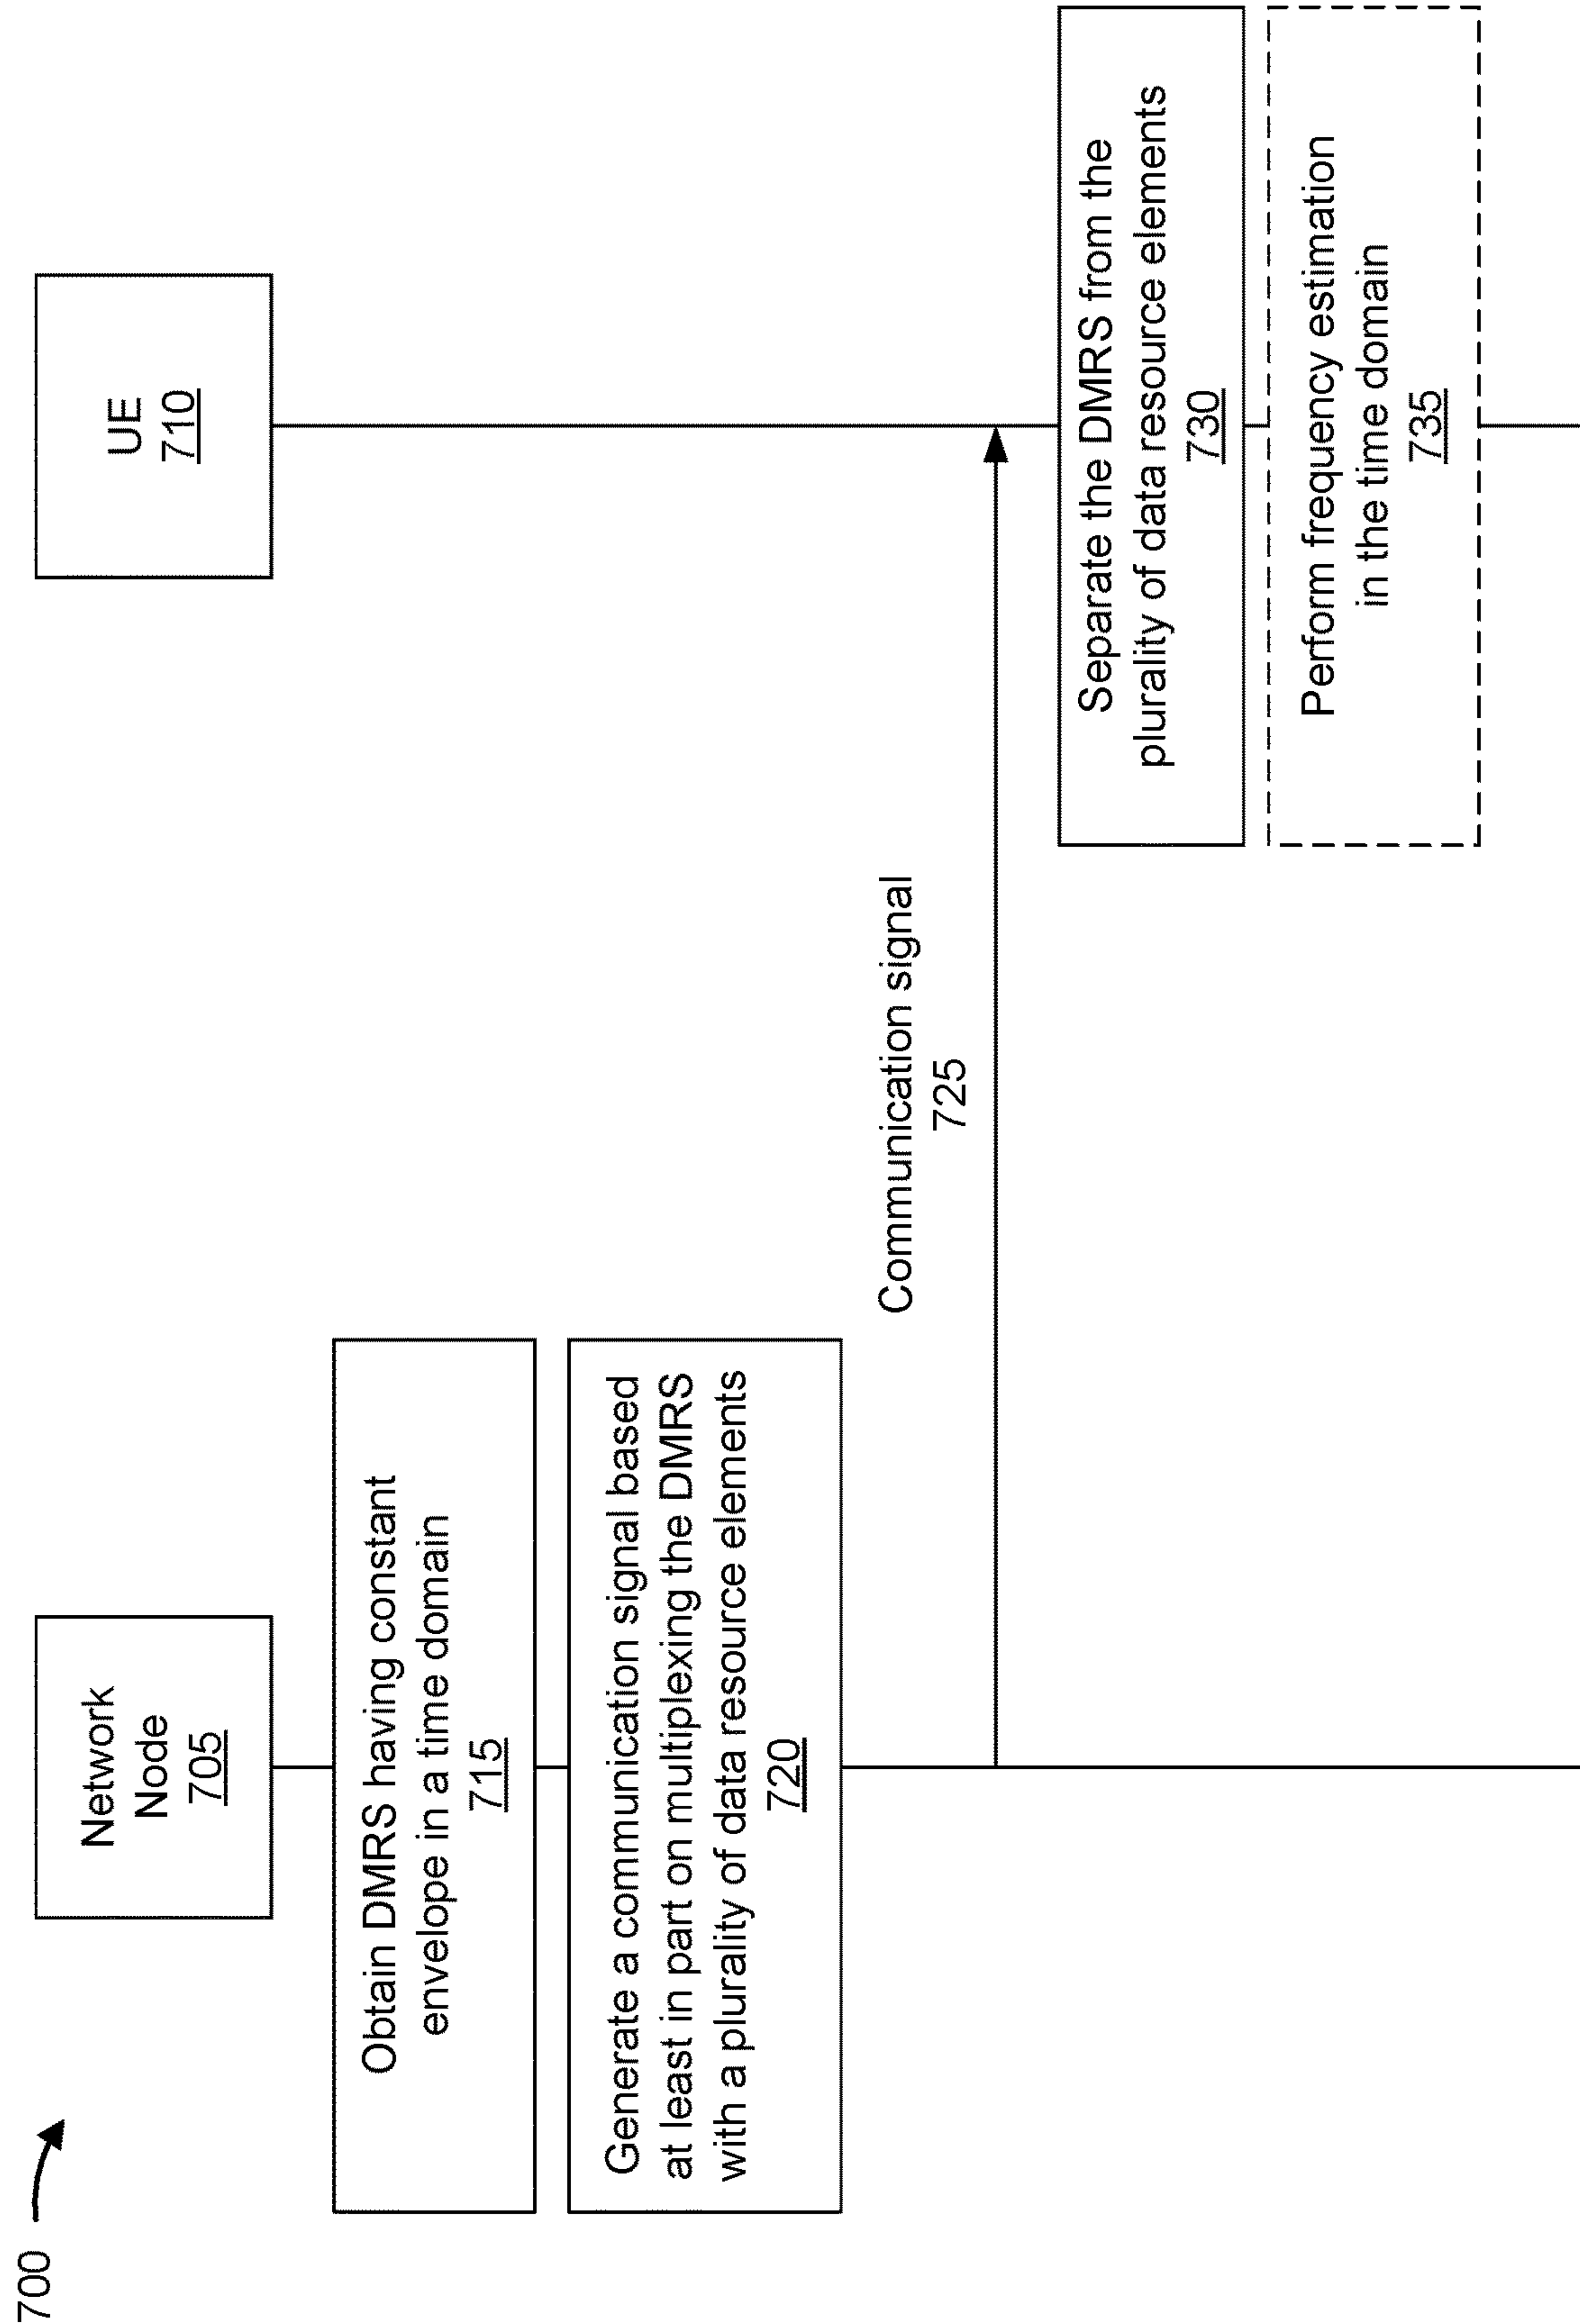 700
Network
Node
705
UE
710
Obtain DMRS having constant
envelope in a time domain
715
Generate a communication signal based
at least in part on multiplexing the DMRS
with a plurality of data resource elements
720
Communication signal
725
Separate the DMRS from the
plurality of data resource elements
730
Perform frequency estimation
in the time domain
735